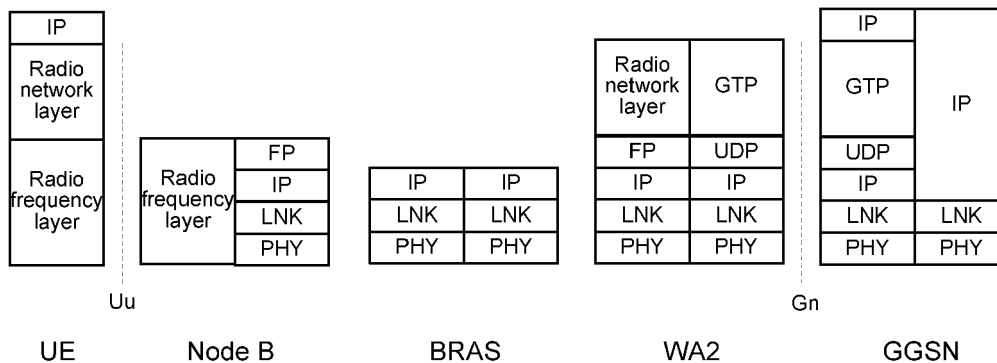 IP
Radio
network
layer
Radio
frequency
layer
Uu
UE
Radio
frequency
layer
FP
IP
LNK
PHY
Node B
IP
IP
LNK
LNK
PHY
PHY
BRAS
Radio
network
layer
GTP
FP
UDP
IP
IP
LNK
LNK
PHY
PHY
WA2
Gn
IP
GTP
IP
UDP
IP
LNK
LNK
PHY
PHY
GGSN